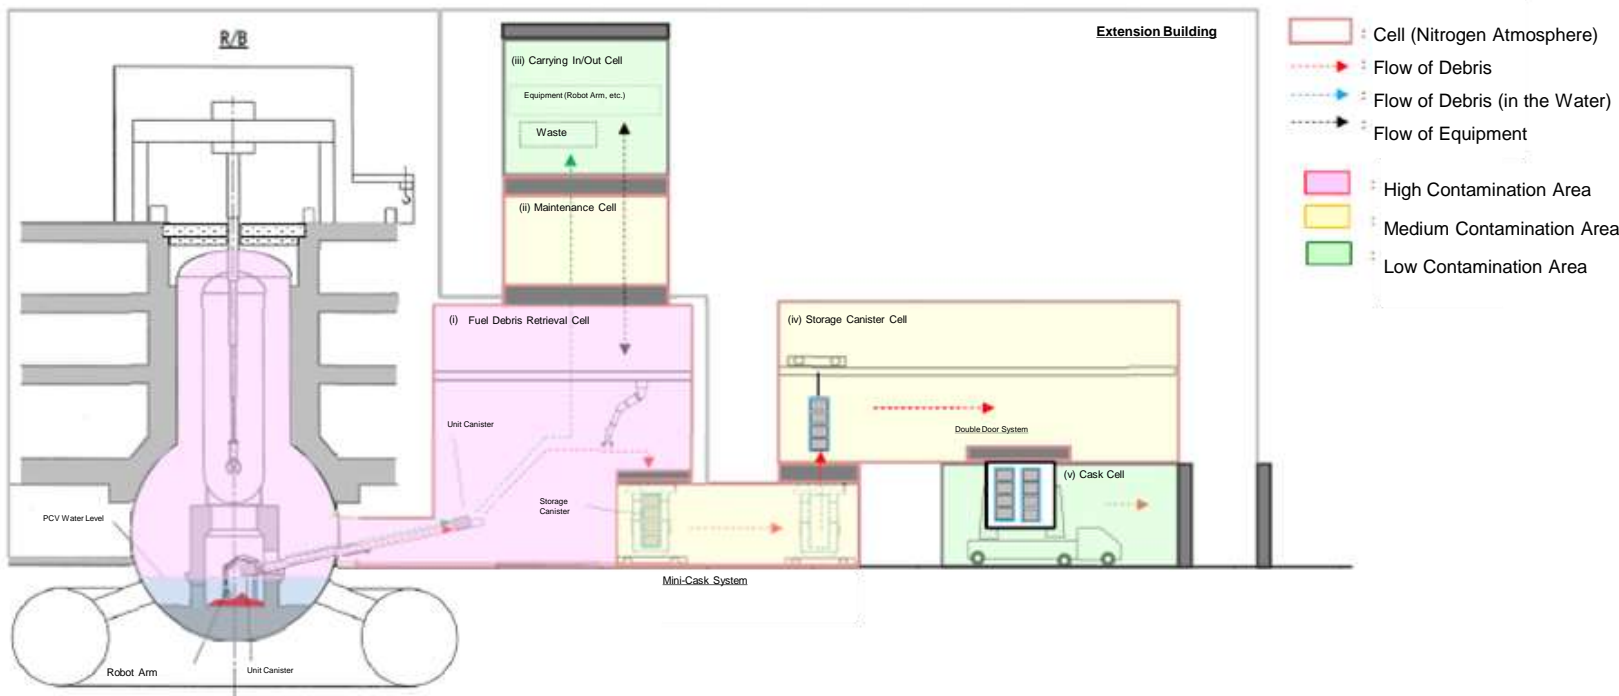 R/B
Extension Building
(iii) Carrying In/Out Cell
Equipment (Robot Arm, etc.)
Waste
(ii) Maintenance Cell
(i) Fuel Debris Retrieval Cell
Unit Canister
Storage
Canister
Mini-Cask System
(iv) Storage Canister Cell
Double Door System
(v) Cask Cell
PCV Water Level
Robot Arm
Unit Canister
: Cell (Nitrogen Atmosphere)
: Flow of Debris
: Flow of Debris (in the Water)
: Flow of Equipment
: High Contamination Area
: Medium Contamination Area
: Low Contamination Area